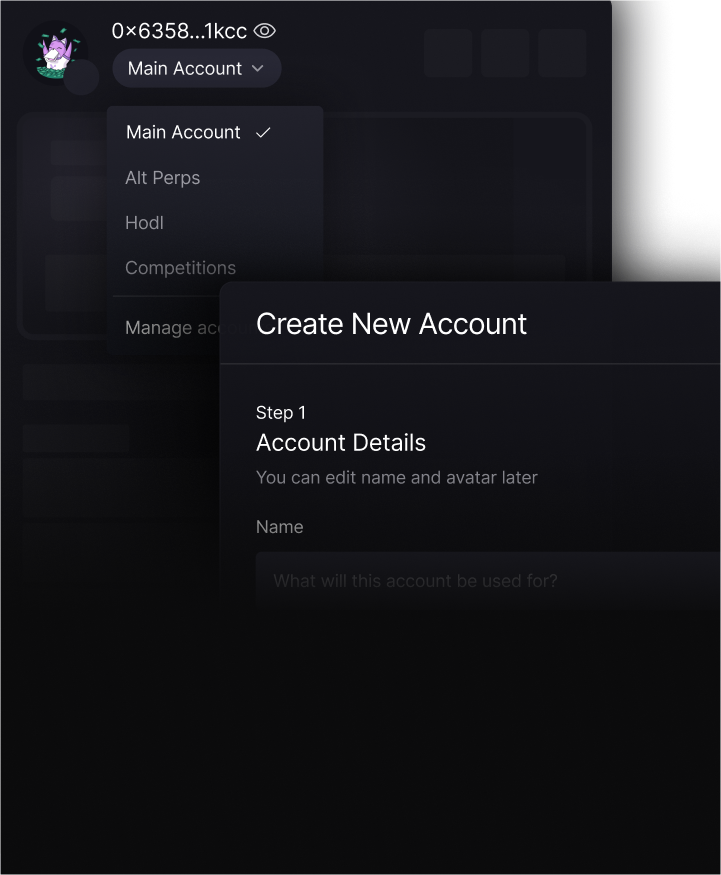 0×6358...1kcc
Main Account
Main Account
Alt Perps
Hodl
Competitions
Manage acc
Create New Account
Step 1
Account Details
You can edit name and avatar later
Name
What will this account be used for?